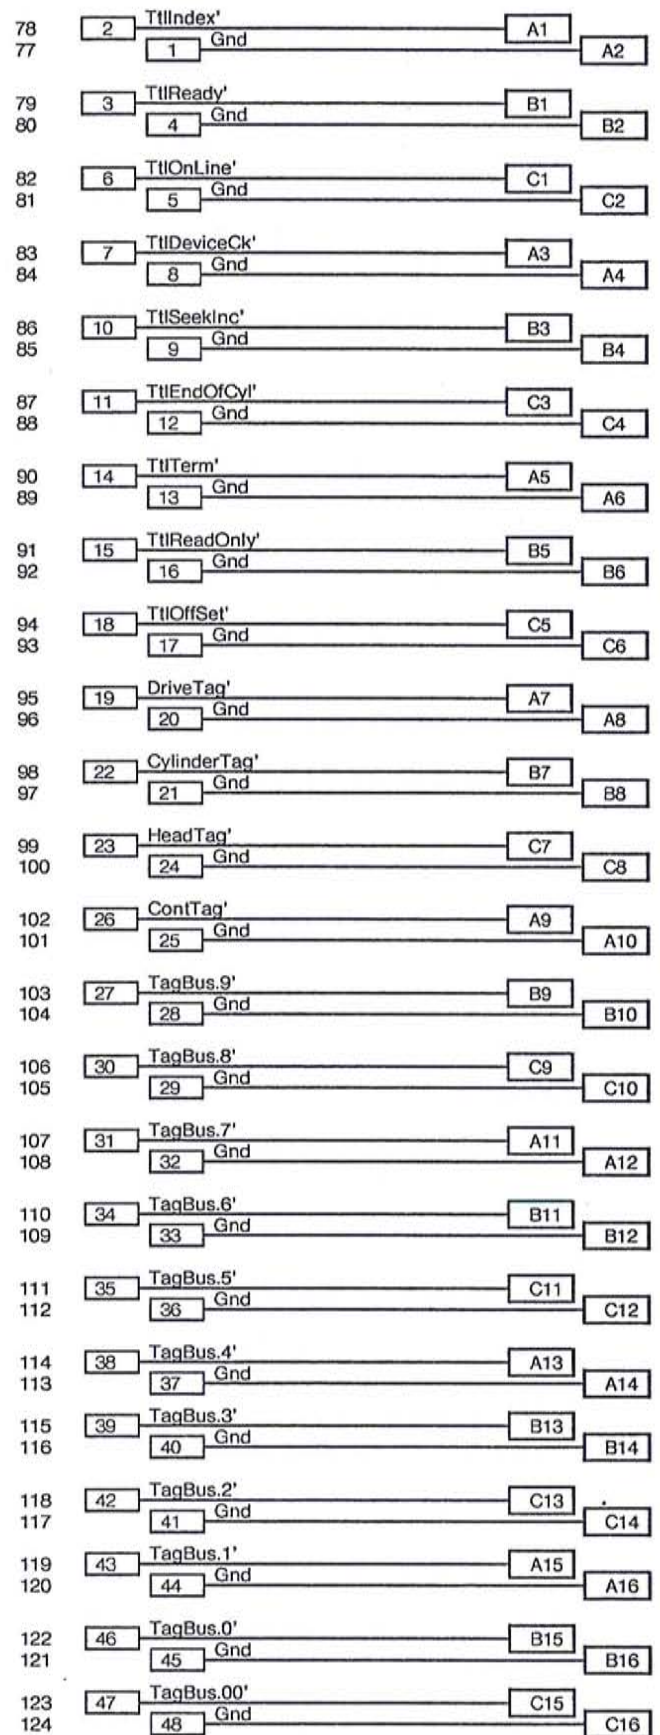 78 2 TtlIndex' A1
77 1 Gnd A2
79 3 TtlReady' B1
80 4 Gnd B2
82 6 TtlOnLine' C1
81 5 Gnd C2
83 7 TtlDeviceCk' A3
84 8 Gnd A4
86 10 TtlSeekInc' B3
85 9 Gnd B4
87 11 TtlEndOfCyl' C3
88 12 Gnd C4
90 14 TtlTerm' A5
89 13 Gnd A6
91 15 TtlReadOnly' B5
92 16 Gnd B6
94 18 TtlOffSet' C5
93 17 Gnd C6
95 19 DriveTag' A7
96 20 Gnd A8
98 22 CylinderTag' B7
97 21 Gnd B8
99 23 HeadTag' C7
100 24 Gnd C8
102 26 ContTag' A9
101 25 Gnd A10
103 27 TagBus.9' B9
104 28 Gnd B10
106 30 TagBus.8' C9
105 29 Gnd C10
107 31 TagBus.7' A11
108 32 Gnd A12
110 34 TagBus.6' B11
109 33 Gnd B12
111 35 TagBus.5' C11
112 36 Gnd C12
114 38 TagBus.4' A13
113 37 Gnd A14
115 39 TagBus.3' B13
116 40 Gnd B14
118 42 TagBus.2' C13
117 41 Gnd C14
119 43 TagBus.1' A15
120 44 Gnd A16
122 46 TagBus.0' B15
121 45 Gnd B16
123 47 TagBus.00' C15
124 48 Gnd C16